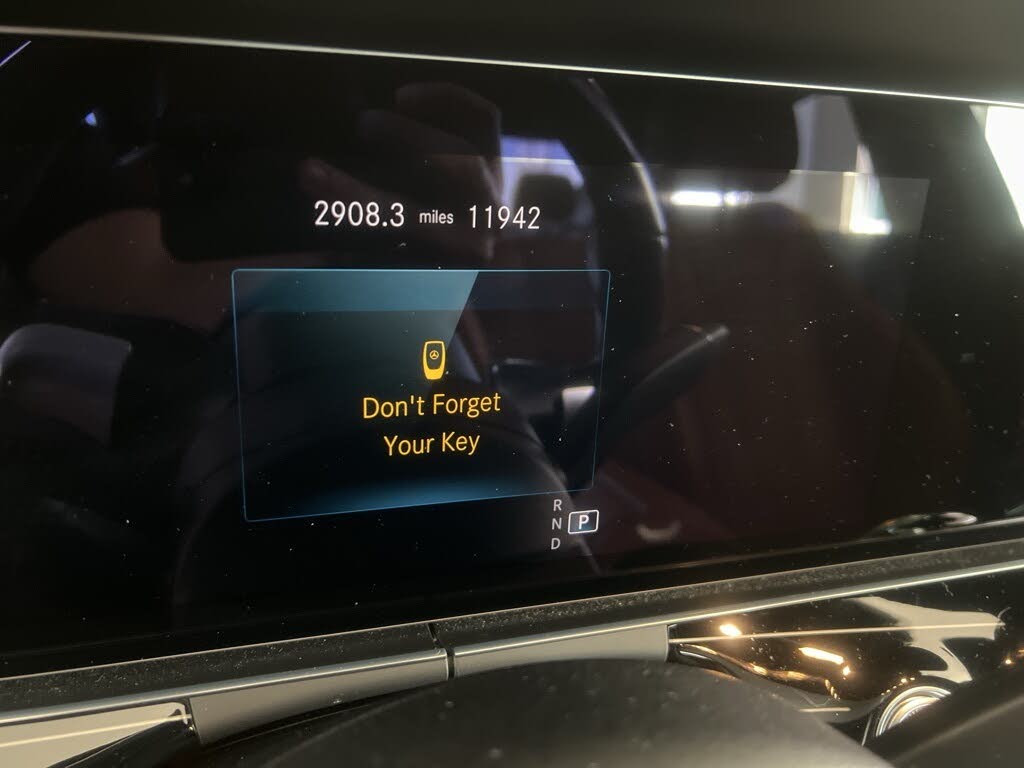 2908.3 miles 11942
Don't Forget
Your Key
R
N P
D